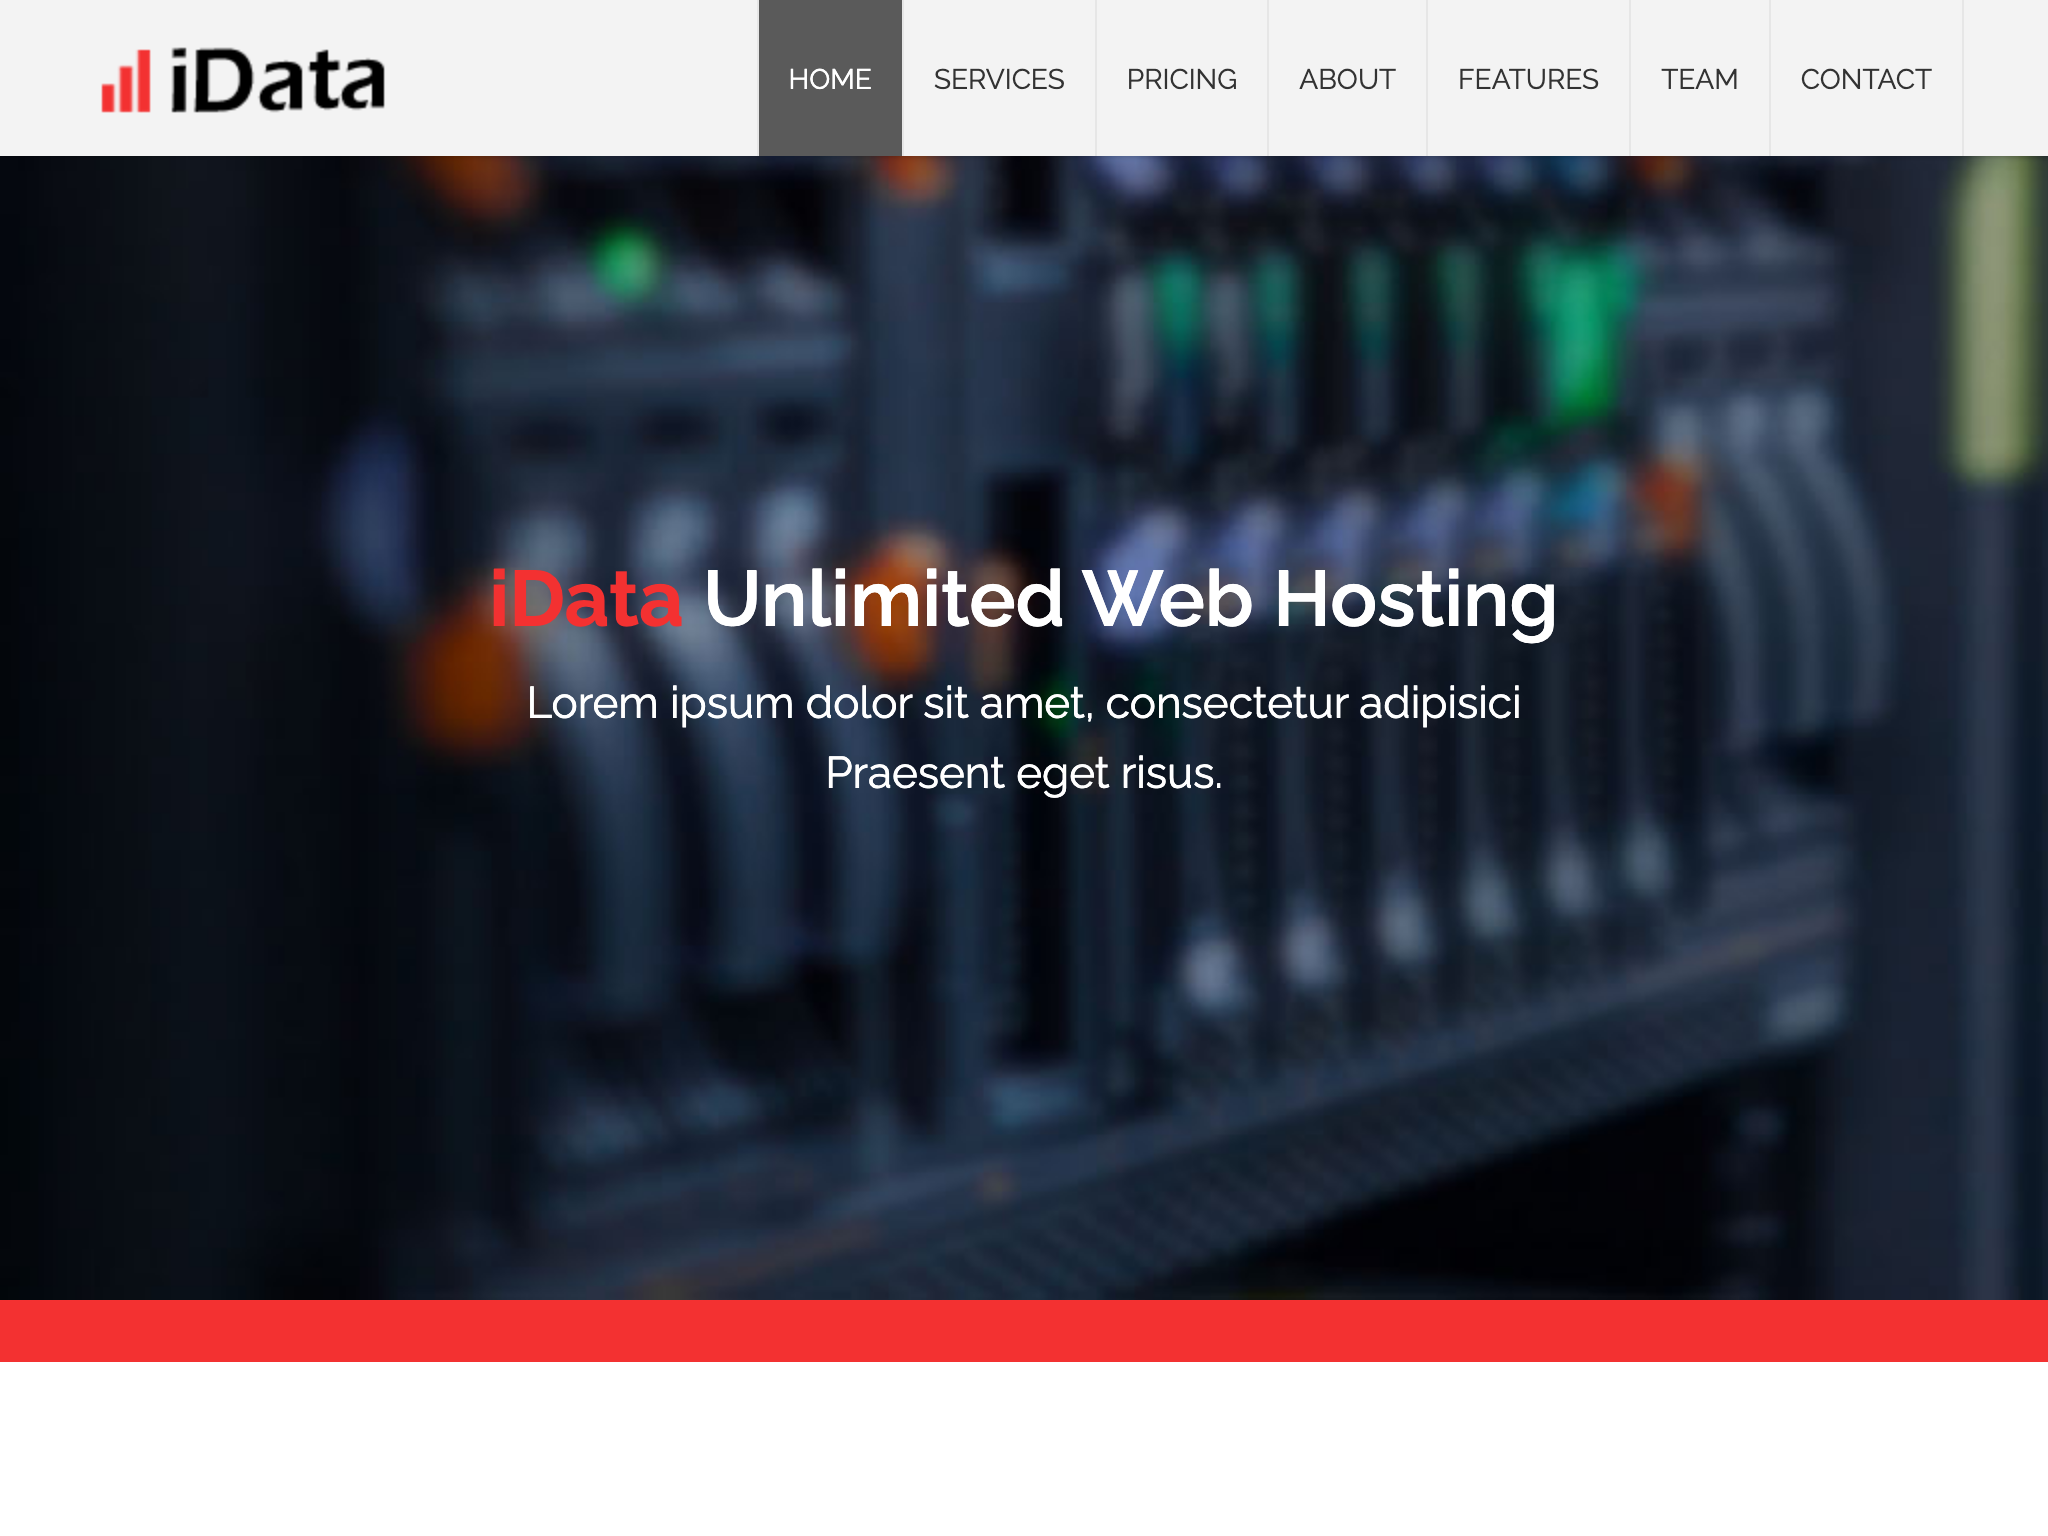 iData
HOME SERVICES PRICING ABOUT FEATURES TEAM CONTACT
iData Unlimited Web Hosting
Lorem ipsum dolor sit amet, consectetur adipisici
Praesent eget risus.